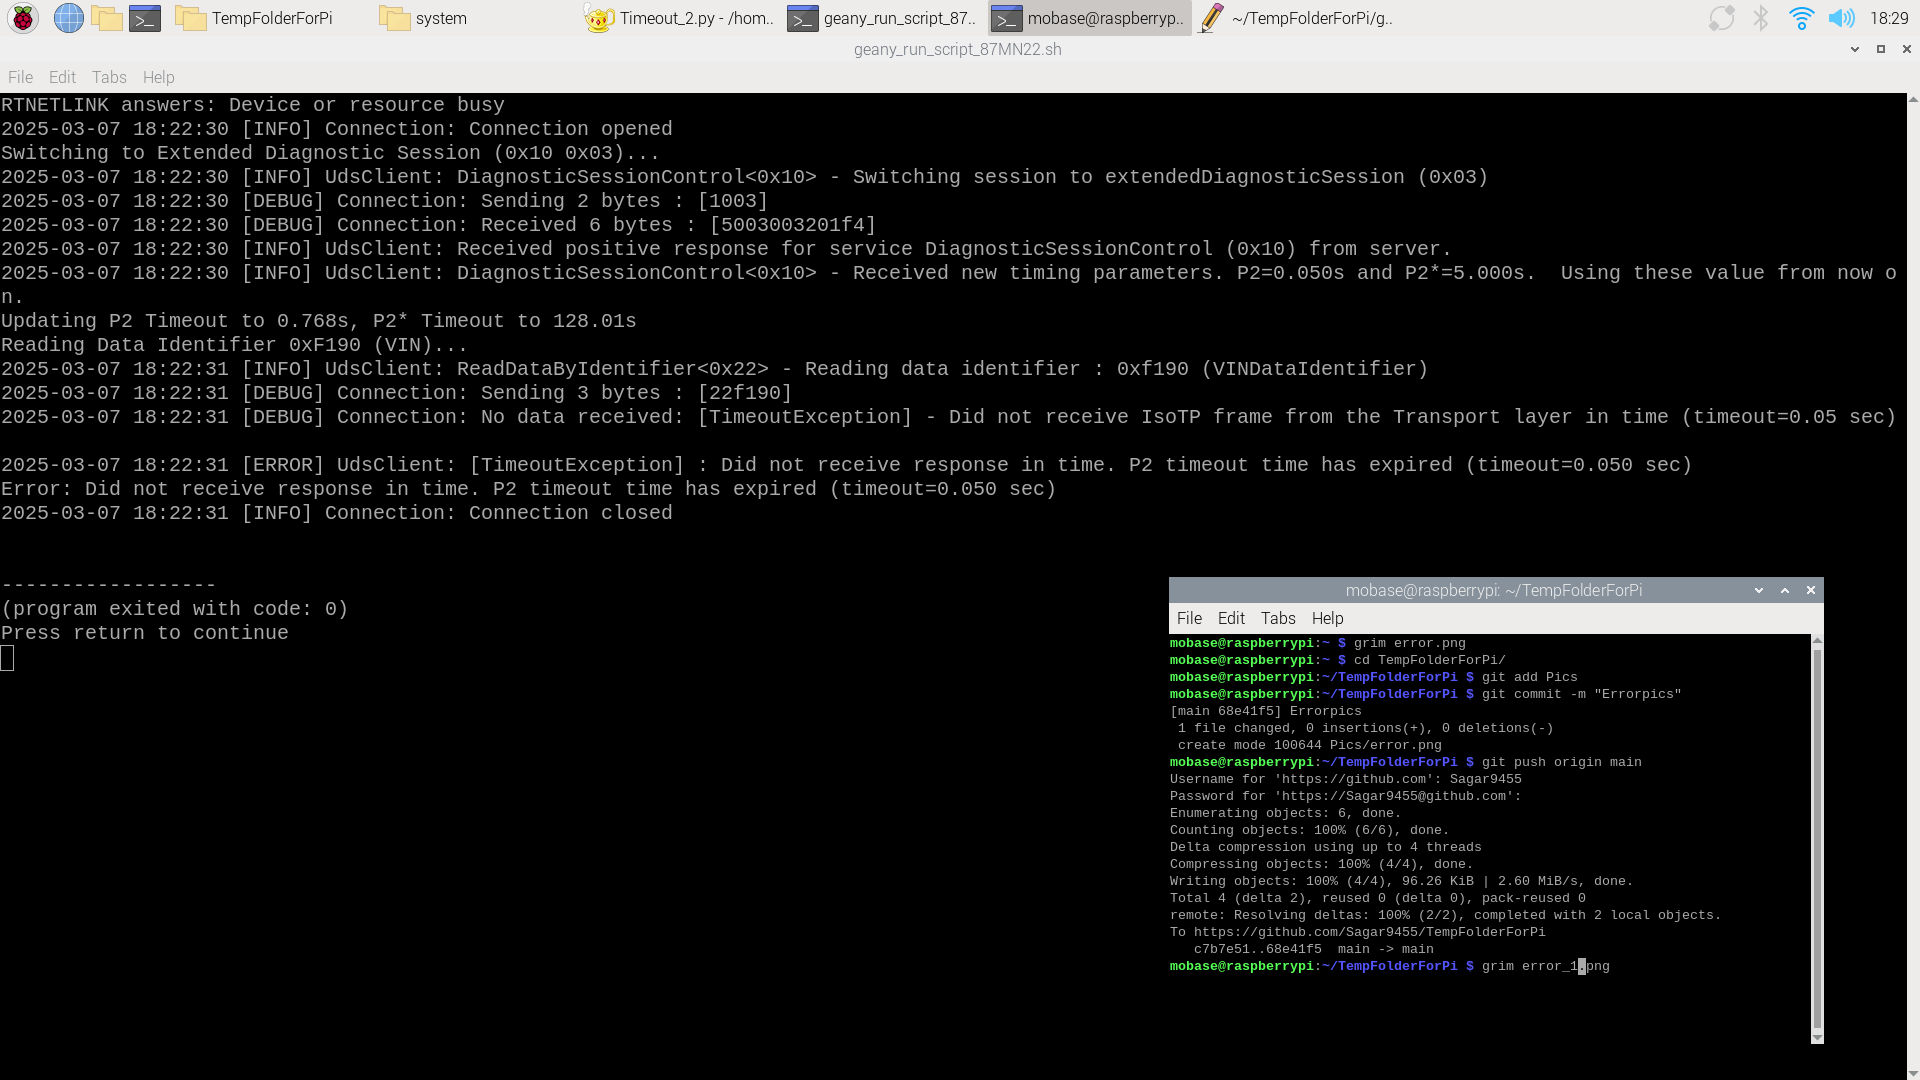 TempFolderForPi
system
Timeout_2.py - /hom..
geany_run_script_87..
mobase@raspberryp..
~/TempFolderForPi/g..
18:29
geany_run_script_87MN22.sh
File Edit Tabs Help
RTNETLINK answers: Device or resource busy
2025-03-07 18:22:30 [INFO] Connection: Connection opened
Switching to Extended Diagnostic Session (0x10 0x03)...
2025-03-07 18:22:30 [INFO] UdsClient: DiagnosticSessionControl<0x10> - Switching session to extendedDiagnosticSession (0x03)
2025-03-07 18:22:30 [DEBUG] Connection: Sending 2 bytes : [1003]
2025-03-07 18:22:30 [DEBUG] Connection: Received 6 bytes : [5003003201f4]
2025-03-07 18:22:30 [INFO] UdsClient: Received positive response for service DiagnosticSessionControl (0x10) from server.
2025-03-07 18:22:30 [INFO] UdsClient: DiagnosticSessionControl<0x10> - Received new timing parameters. P2=0.050s and P2*=5.000s.  Using these value from now o
n.
Updating P2 Timeout to 0.768s, P2* Timeout to 128.01s
Reading Data Identifier 0xF190 (VIN)...
2025-03-07 18:22:31 [INFO] UdsClient: ReadDataByIdentifier<0x22> - Reading data identifier : 0xf190 (VINDataIdentifier)
2025-03-07 18:22:31 [DEBUG] Connection: Sending 3 bytes : [22f190]
2025-03-07 18:22:31 [DEBUG] Connection: No data received: [TimeoutException] - Did not receive IsoTP frame from the Transport layer in time (timeout=0.05 sec)
2025-03-07 18:22:31 [ERROR] UdsClient: [TimeoutException] : Did not receive response in time. P2 timeout time has expired (timeout=0.050 sec)
Error: Did not receive response in time. P2 timeout time has expired (timeout=0.050 sec)
2025-03-07 18:22:31 [INFO] Connection: Connection closed
------------------
(program exited with code: 0)
Press return to continue
mobase@raspberrypi: ~/TempFolderForPi
File Edit Tabs Help
mobase@raspberrypi:~ $ grim error.png
mobase@raspberrypi:~ $ cd TempFolderForPi/
mobase@raspberrypi:~/TempFolderForPi $ git add Pics
mobase@raspberrypi:~/TempFolderForPi $ git commit -m "Errorpics"
[main 68e41f5] Errorpics
 1 file changed, 0 insertions(+), 0 deletions(-)
 create mode 100644 Pics/error.png
mobase@raspberrypi:~/TempFolderForPi $ git push origin main
Username for 'https://github.com': Sagar9455
Password for 'https://Sagar9455@github.com':
Enumerating objects: 6, done.
Counting objects: 100% (6/6), done.
Delta compression using up to 4 threads
Compressing objects: 100% (4/4), done.
Writing objects: 100% (4/4), 96.26 KiB | 2.60 MiB/s, done.
Total 4 (delta 2), reused 0 (delta 0), pack-reused 0
remote: Resolving deltas: 100% (2/2), completed with 2 local objects.
To https://github.com/Sagar9455/TempFolderForPi
   c7b7e51..68e41f5  main -> main
mobase@raspberrypi:~/TempFolderForPi $ grim error_1.png